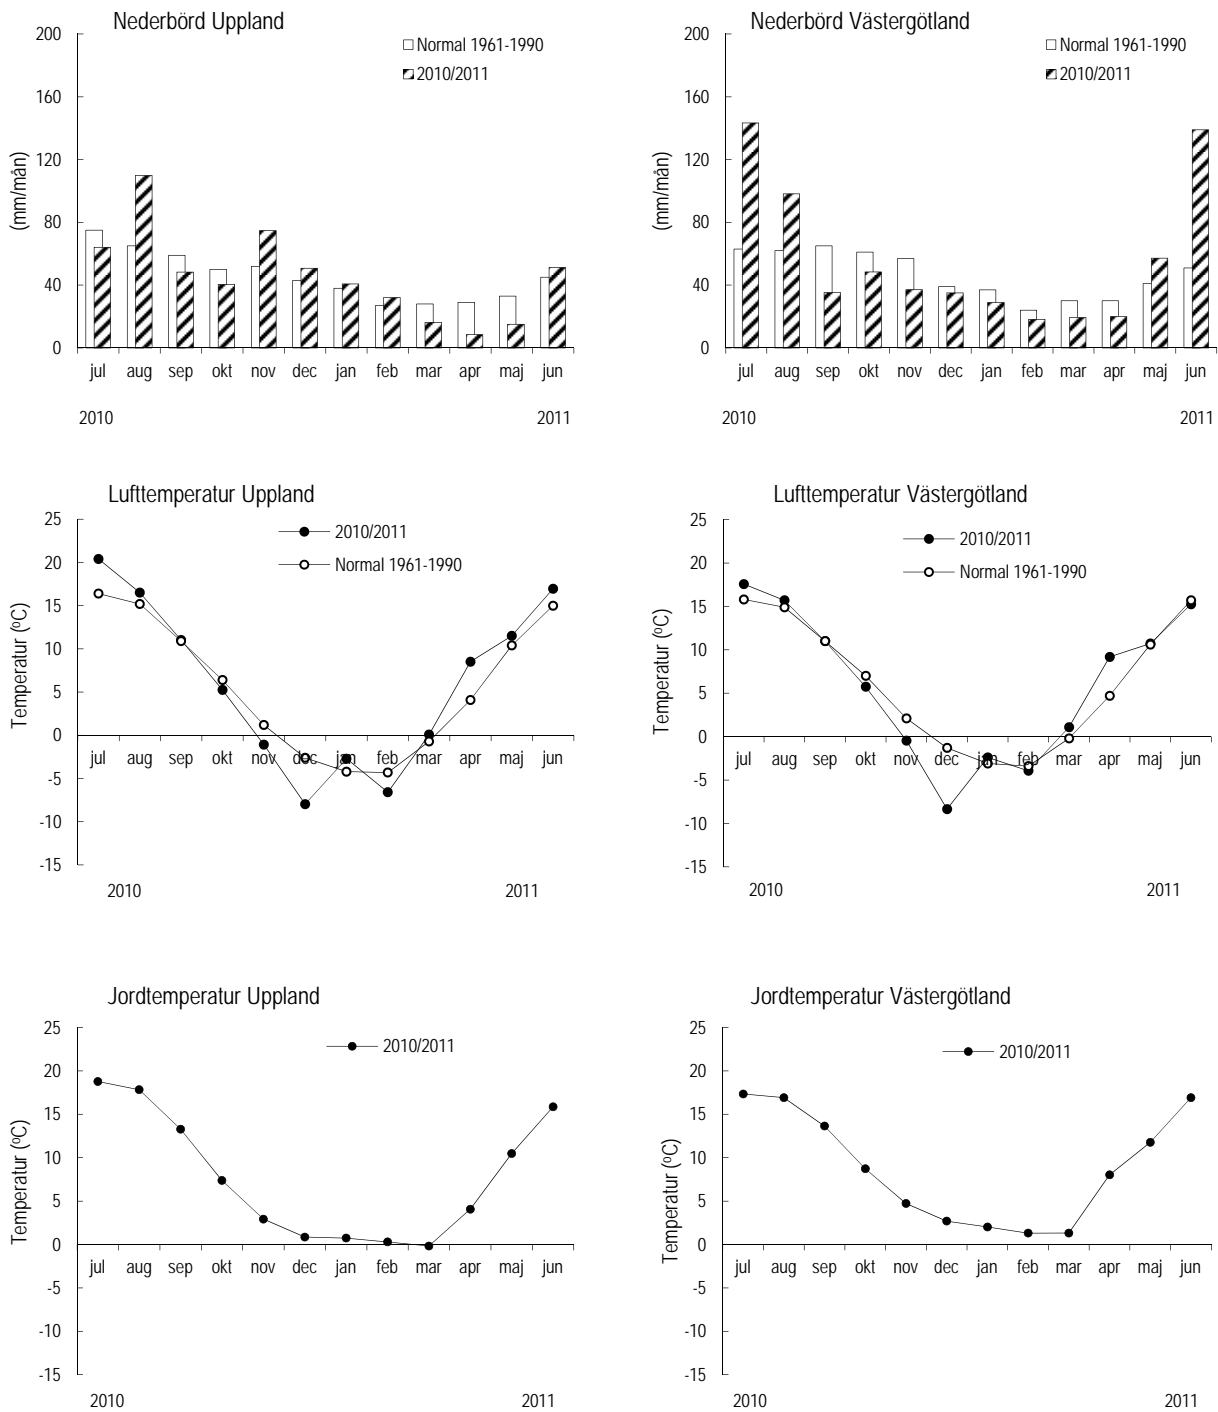 Nederbörd Uppland
200
160
120
80
40
0
(mm/mån)
Normal 1961-1990
2010/2011
jul aug sep okt nov dec jan feb mar apr maj jun
2010 2011
Nederbörd Västergötland
200
160
120
80
40
0
(mm/mån)
Normal 1961-1990
2010/2011
jul aug sep okt nov dec jan feb mar apr maj jun
2010 2011
Lufttemperatur Uppland
25
20
15
10
5
0
-5
-10
-15
Temperatur (ºC)
2010/2011
Normal 1961-1990
jul aug sep okt nov dec jan feb mar apr maj jun
2010 2011
Lufttemperatur Västergötland
25
20
15
10
5
0
-5
-10
-15
Temperatur (ºC)
2010/2011
Normal 1961-1990
jul aug sep okt nov dec jan feb mar apr maj jun
2010 2011
Jordtemperatur Uppland
25
20
15
10
5
0
-5
-10
-15
Temperatur (ºC)
2010/2011
jul aug sep okt nov dec jan feb mar apr maj jun
2010 2011
Jordtemperatur Västergötland
25
20
15
10
5
0
-5
-10
-15
Temperatur (ºC)
2010/2011
jul aug sep okt nov dec jan feb mar apr maj jun
2010 2011